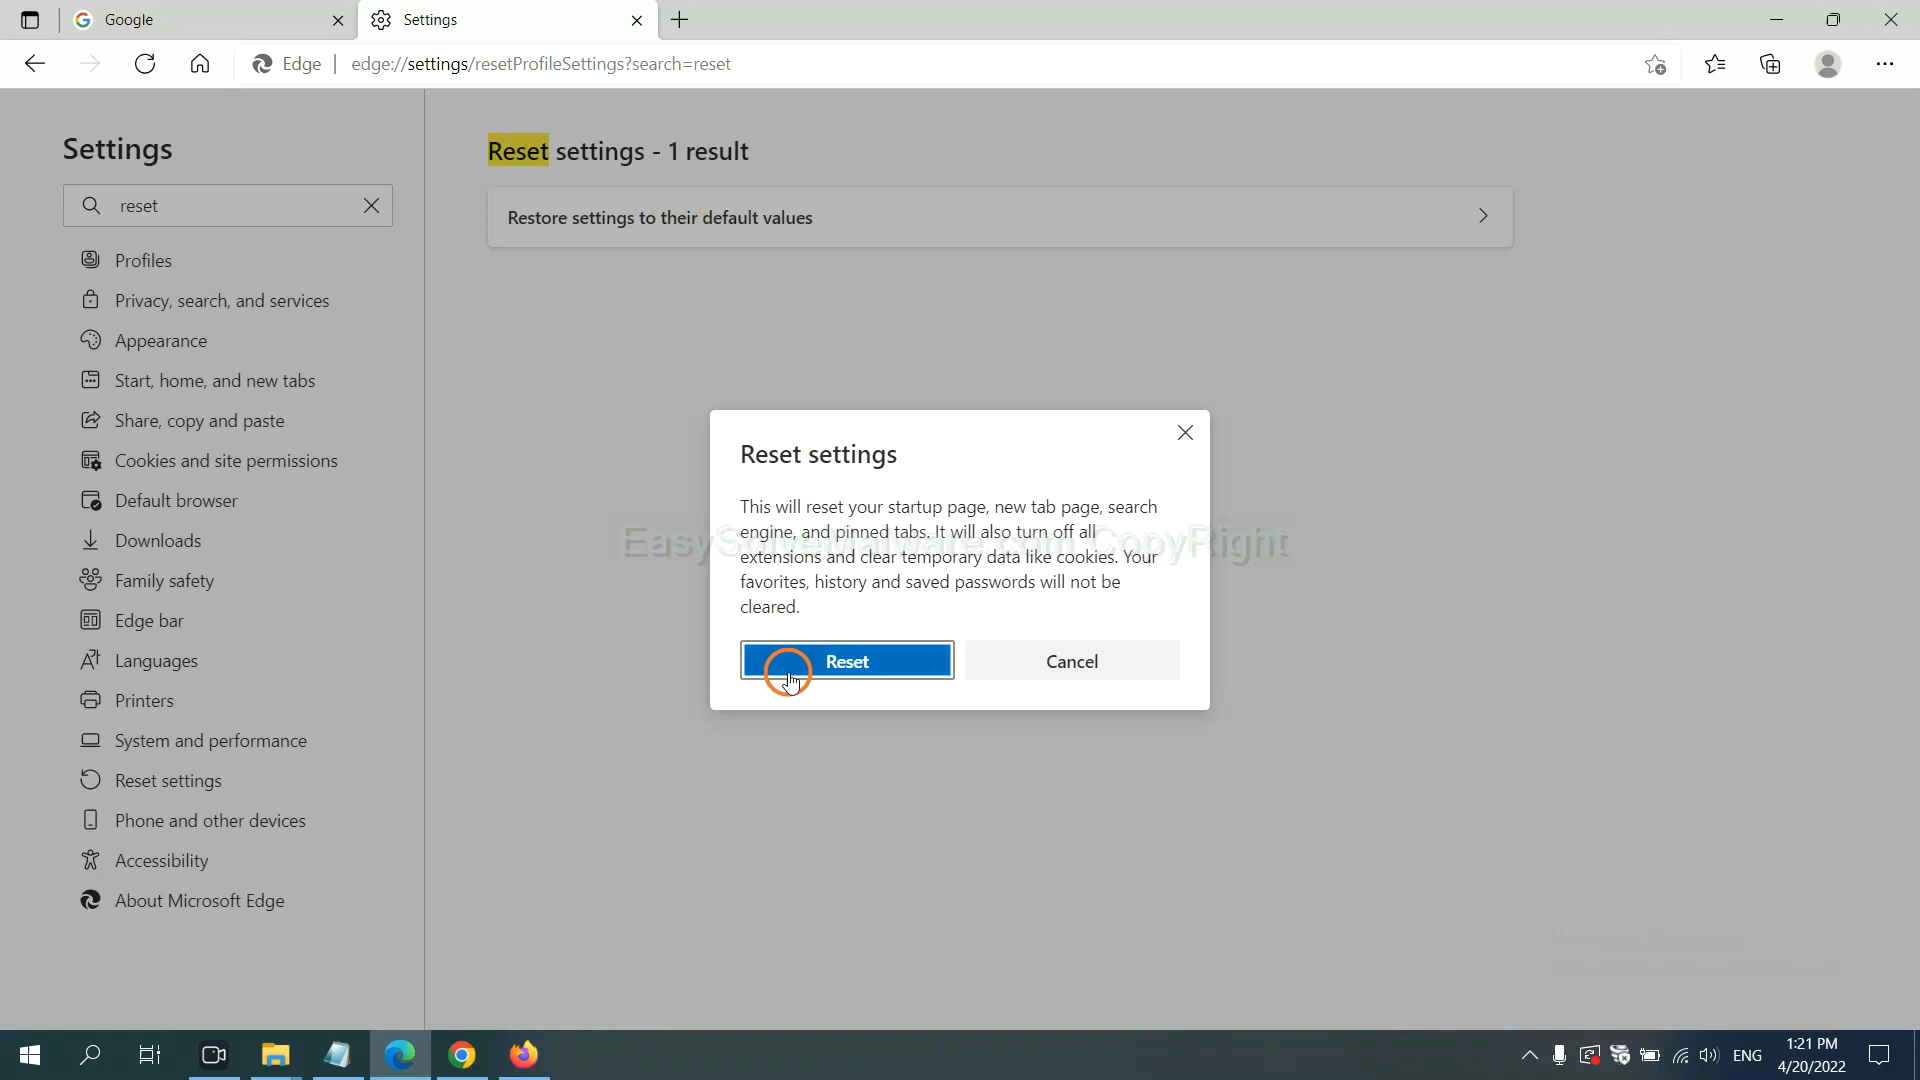 Google
Settings
Edge
edge://settings/resetProfileSettings?search=reset
Settings
reset
Profiles
Privacy, search, and services
Appearance
Start, home, and new tabs
Share, copy and paste
Cookies and site permissions
Default browser
Downloads
Family safety
Edge bar
Languages
Printers
System and performance
Reset settings
Phone and other devices
Accessibility
About Microsoft Edge
Reset settings - 1 result
Restore settings to their default values
Reset settings
This will reset your startup page, new tab page, search
engine, and pinned tabs. It will also turn off all
extensions and clear temporary data like cookies. Your
favorites, history and saved passwords will not be
cleared.
Reset
Cancel
EasySolveMalware.com CopyRight
ENG
1:21 PM
4/20/2022